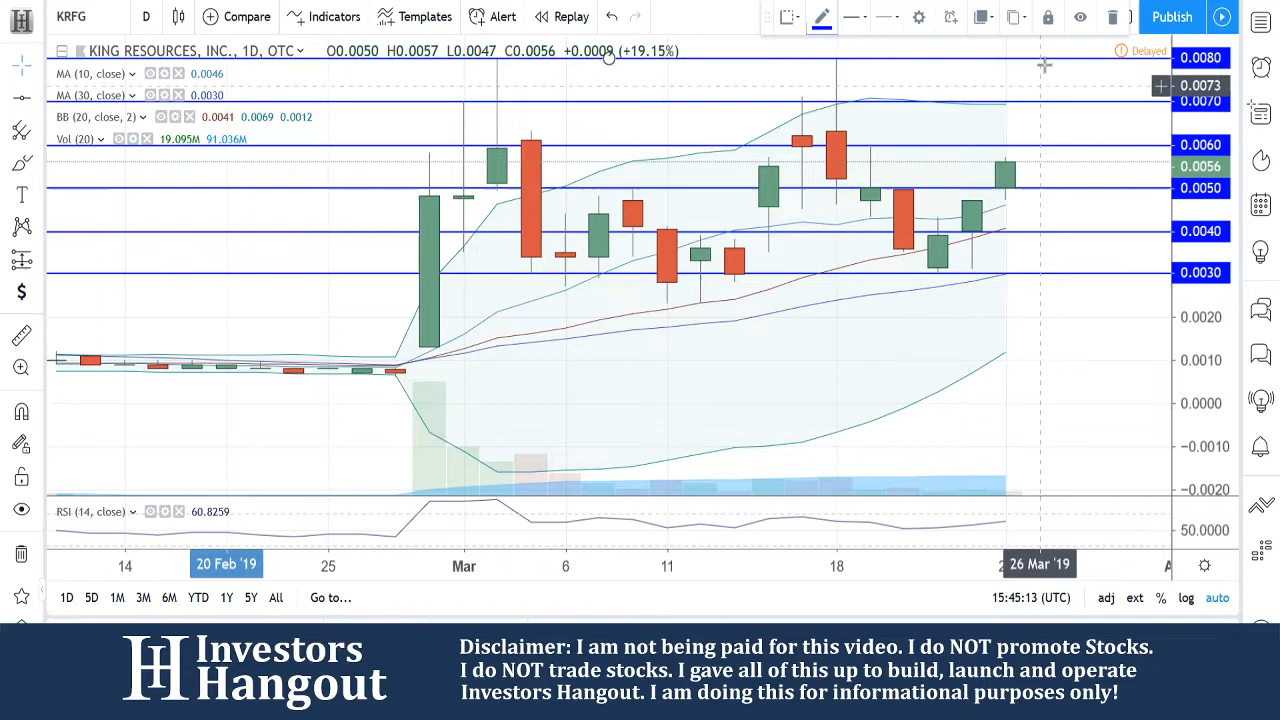 KRFG D Compare Indicators Templates Alert Replay Publish
KING RESOURCES, INC., 1D, OTC O0.0050 H0.0057 L0.0047 C0.0056 +0.0009 (+19.15%) Delayed
MA (10, close) 0.0046
MA (30, close) 0.0030
BB (20, close, 2) 0.0041 0.0069 0.0012
Vol (20) 19.095M 91.036M
0.0080
0.0073
0.0070
0.0060
0.0056
0.0050
0.0040
0.0030
0.0020
0.0010
0.0000
−0.0010
−0.0020
RSI (14, close) 60.8259
50.0000
14 20 Feb '19 25 Mar 6 11 18 26 Mar '19
1D 5D 1M 3M 6M YTD 1Y 5Y All Go to... 15:45:13 (UTC) adj ext % log auto
Investors
Hangout
Disclaimer: I am not being paid for this video. I do NOT promote Stocks.
I do NOT trade stocks. I gave all of this up to build, launch and operate
Investors Hangout. I am doing this for informational purposes only!